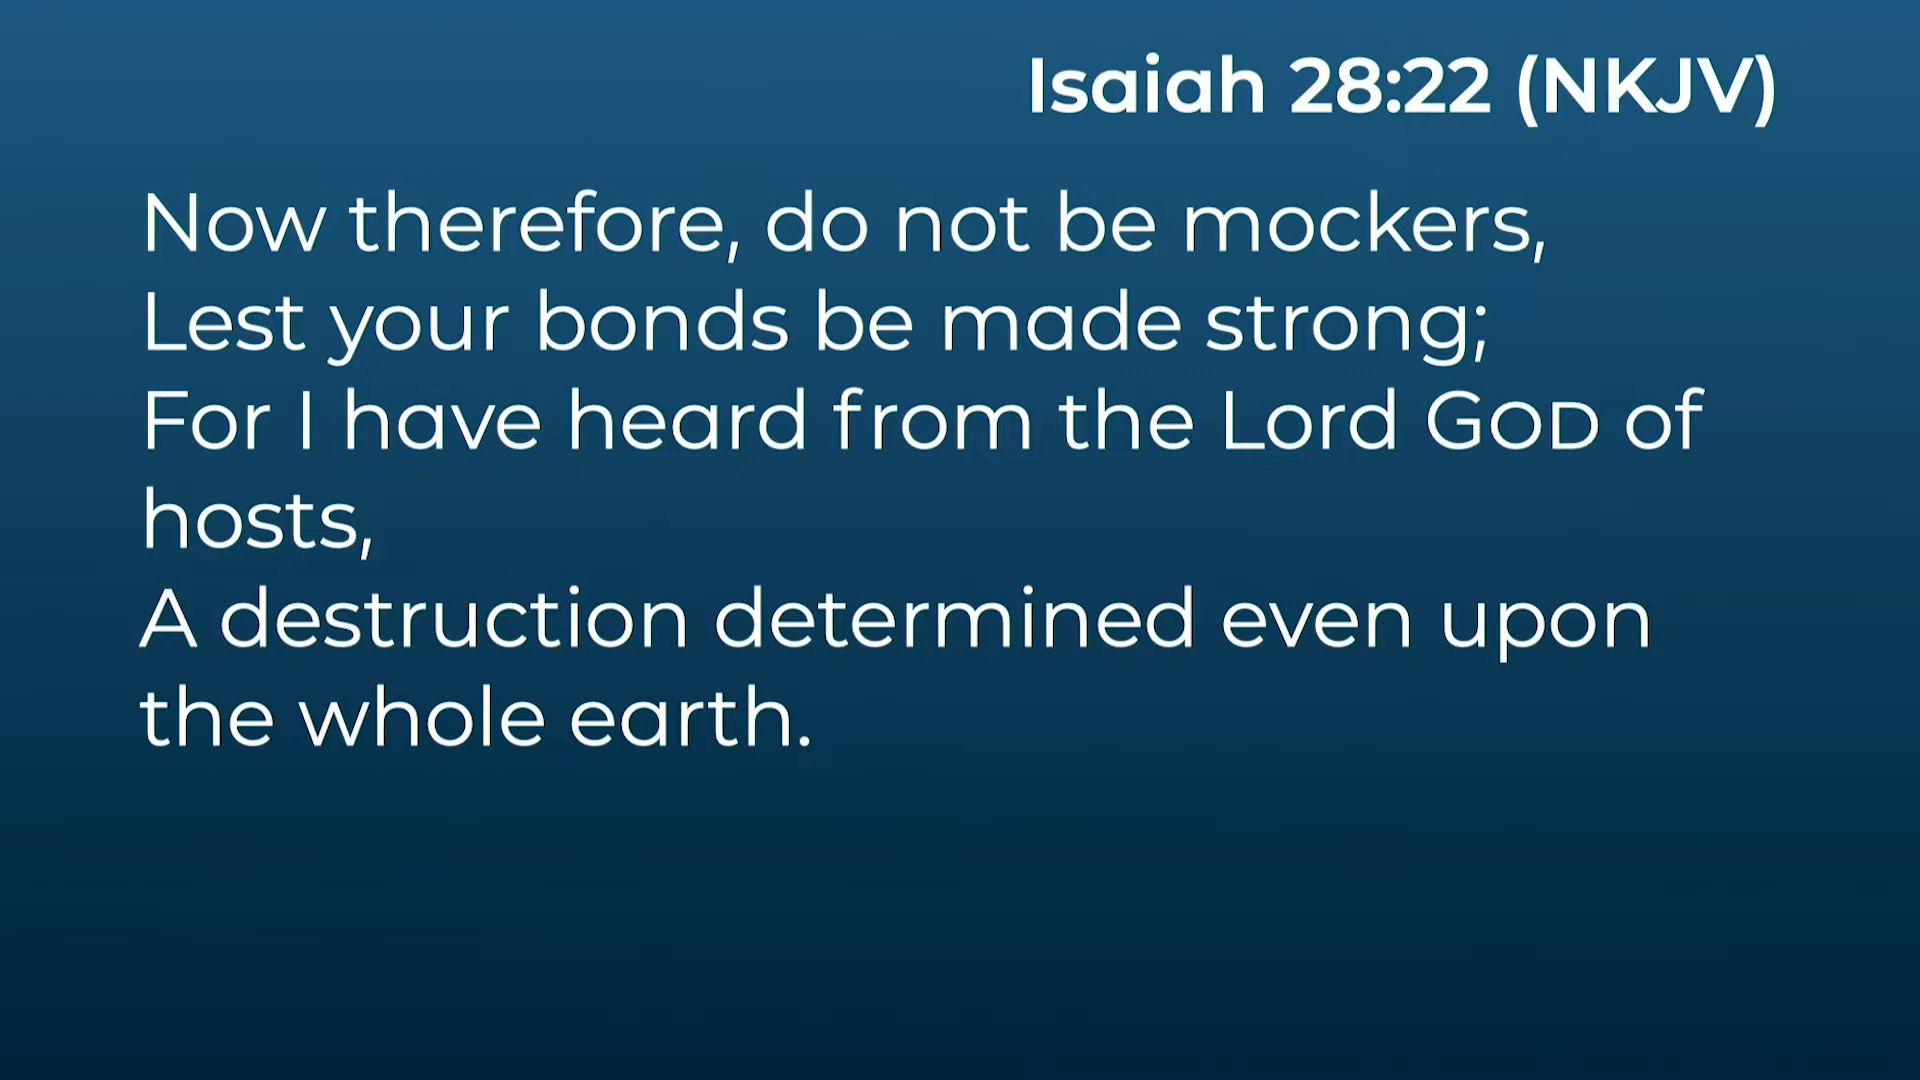 Isaiah 28:22 (NKJV)
Now therefore, do not be mockers,
Lest your bonds be made strong;
For I have heard from the Lord GOD of
hosts,
A destruction determined even upon
the whole earth.